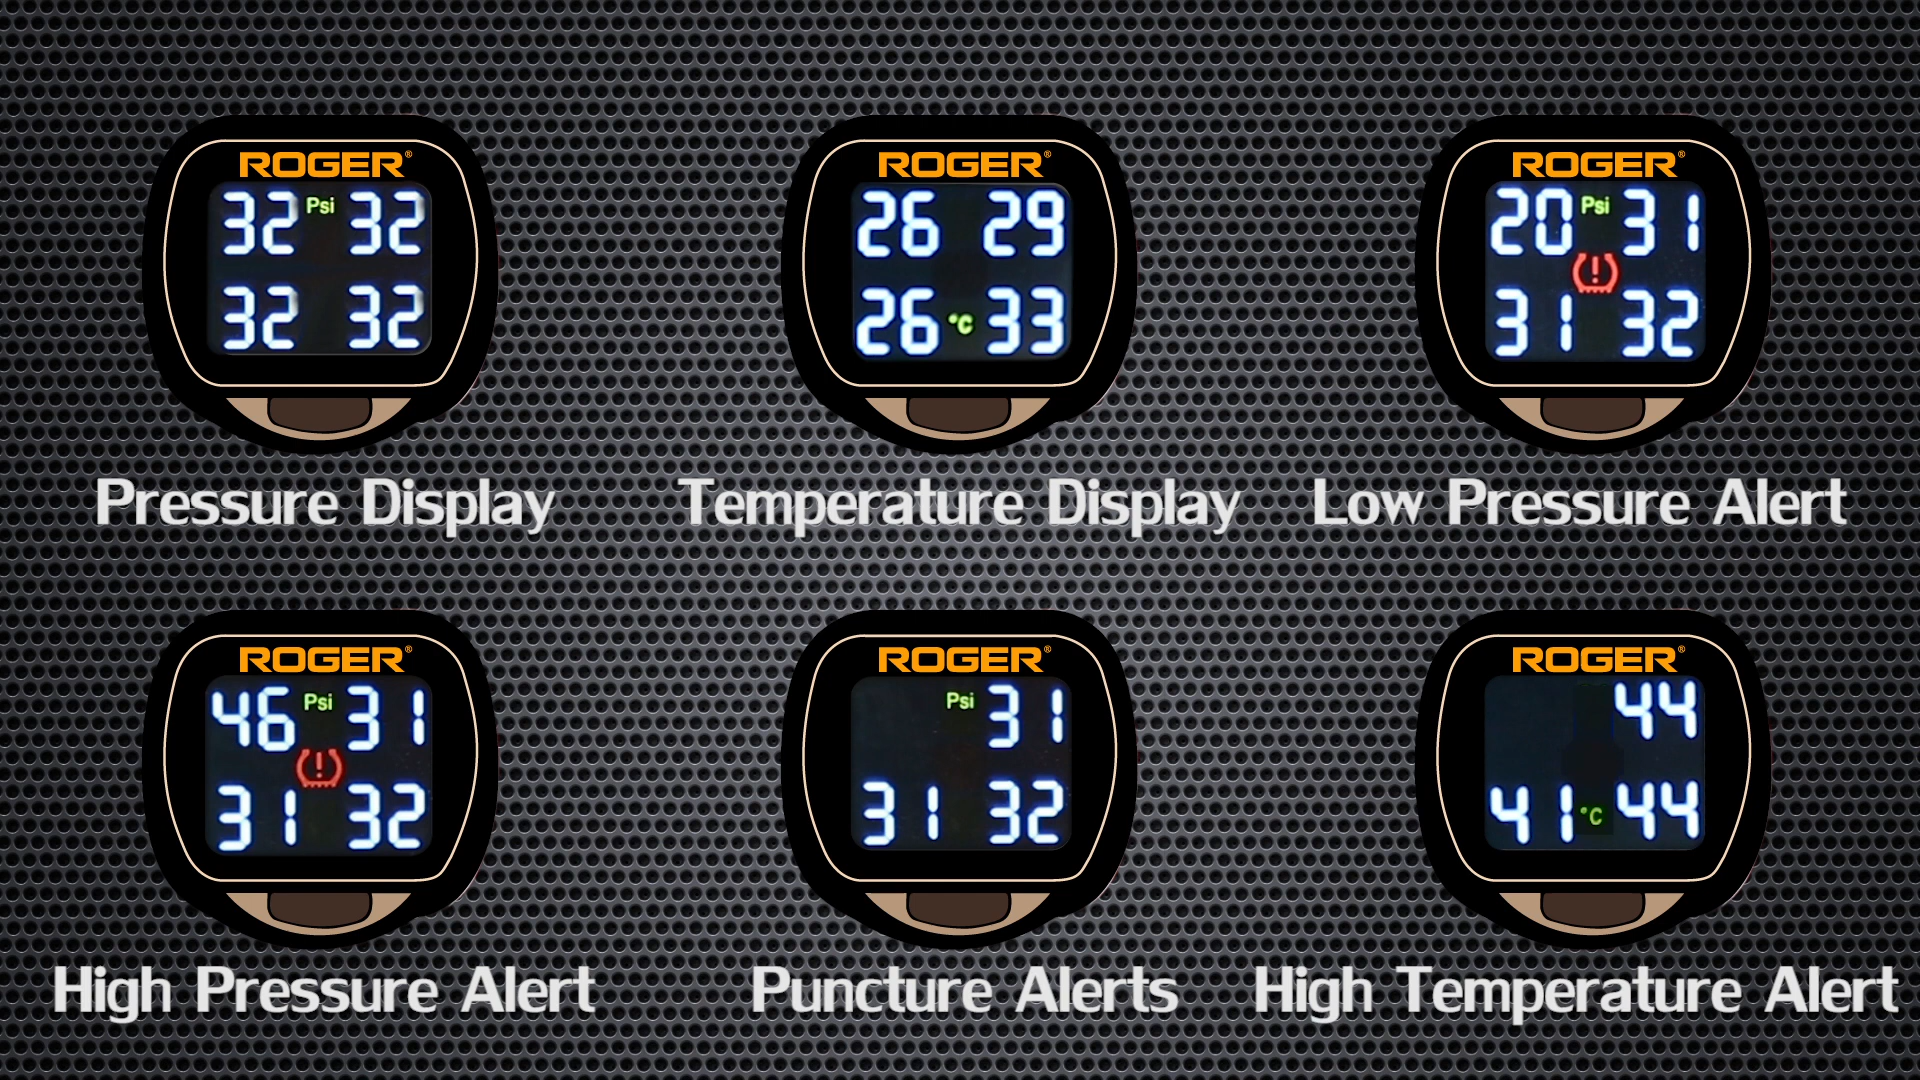 ROGER®
32 Psi 32
32 32
Pressure Display
ROGER®
26 29
26 °C 33
Temperature Display
ROGER®
20 Psi 31
31 32
Low Pressure Alert
ROGER®
46 Psi 31
31 32
High Pressure Alert
ROGER®
Psi 31
31 32
Puncture Alerts
ROGER®
44
41 °C 44
High Temperature Alert